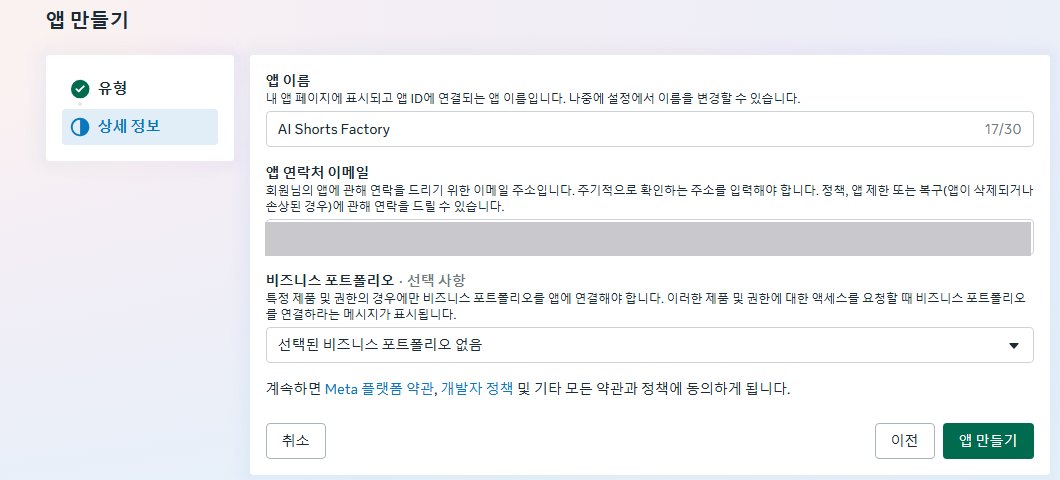 앱 만들기
유형
상세 정보
앱 이름
내 앱 페이지에 표시되고 앱 ID에 연결되는 앱 이름입니다. 나중에 설정에서 이름을 변경할 수 있습니다.
AI Shorts Factory
17/30
앱 연락처 이메일
회원님의 앱에 관해 연락을 드리기 위한 이메일 주소입니다. 주기적으로 확인하는 주소를 입력해야 합니다. 정책, 앱 제한 또는 복구(앱이 삭제되거나
손상된 경우)에 관해 연락을 드릴 수 있습니다.
비즈니스 포트폴리오 · 선택 사항
특정 제품 및 권한의 경우에만 비즈니스 포트폴리오를 앱에 연결해야 합니다. 이러한 제품 및 권한에 대한 액세스를 요청할 때 비즈니스 포트폴리오
를 연결하라는 메시지가 표시됩니다.
선택된 비즈니스 포트폴리오 없음
계속하면 Meta 플랫폼 약관, 개발자 정책 및 기타 모든 약관과 정책에 동의하게 됩니다.
취소
이전
앱 만들기